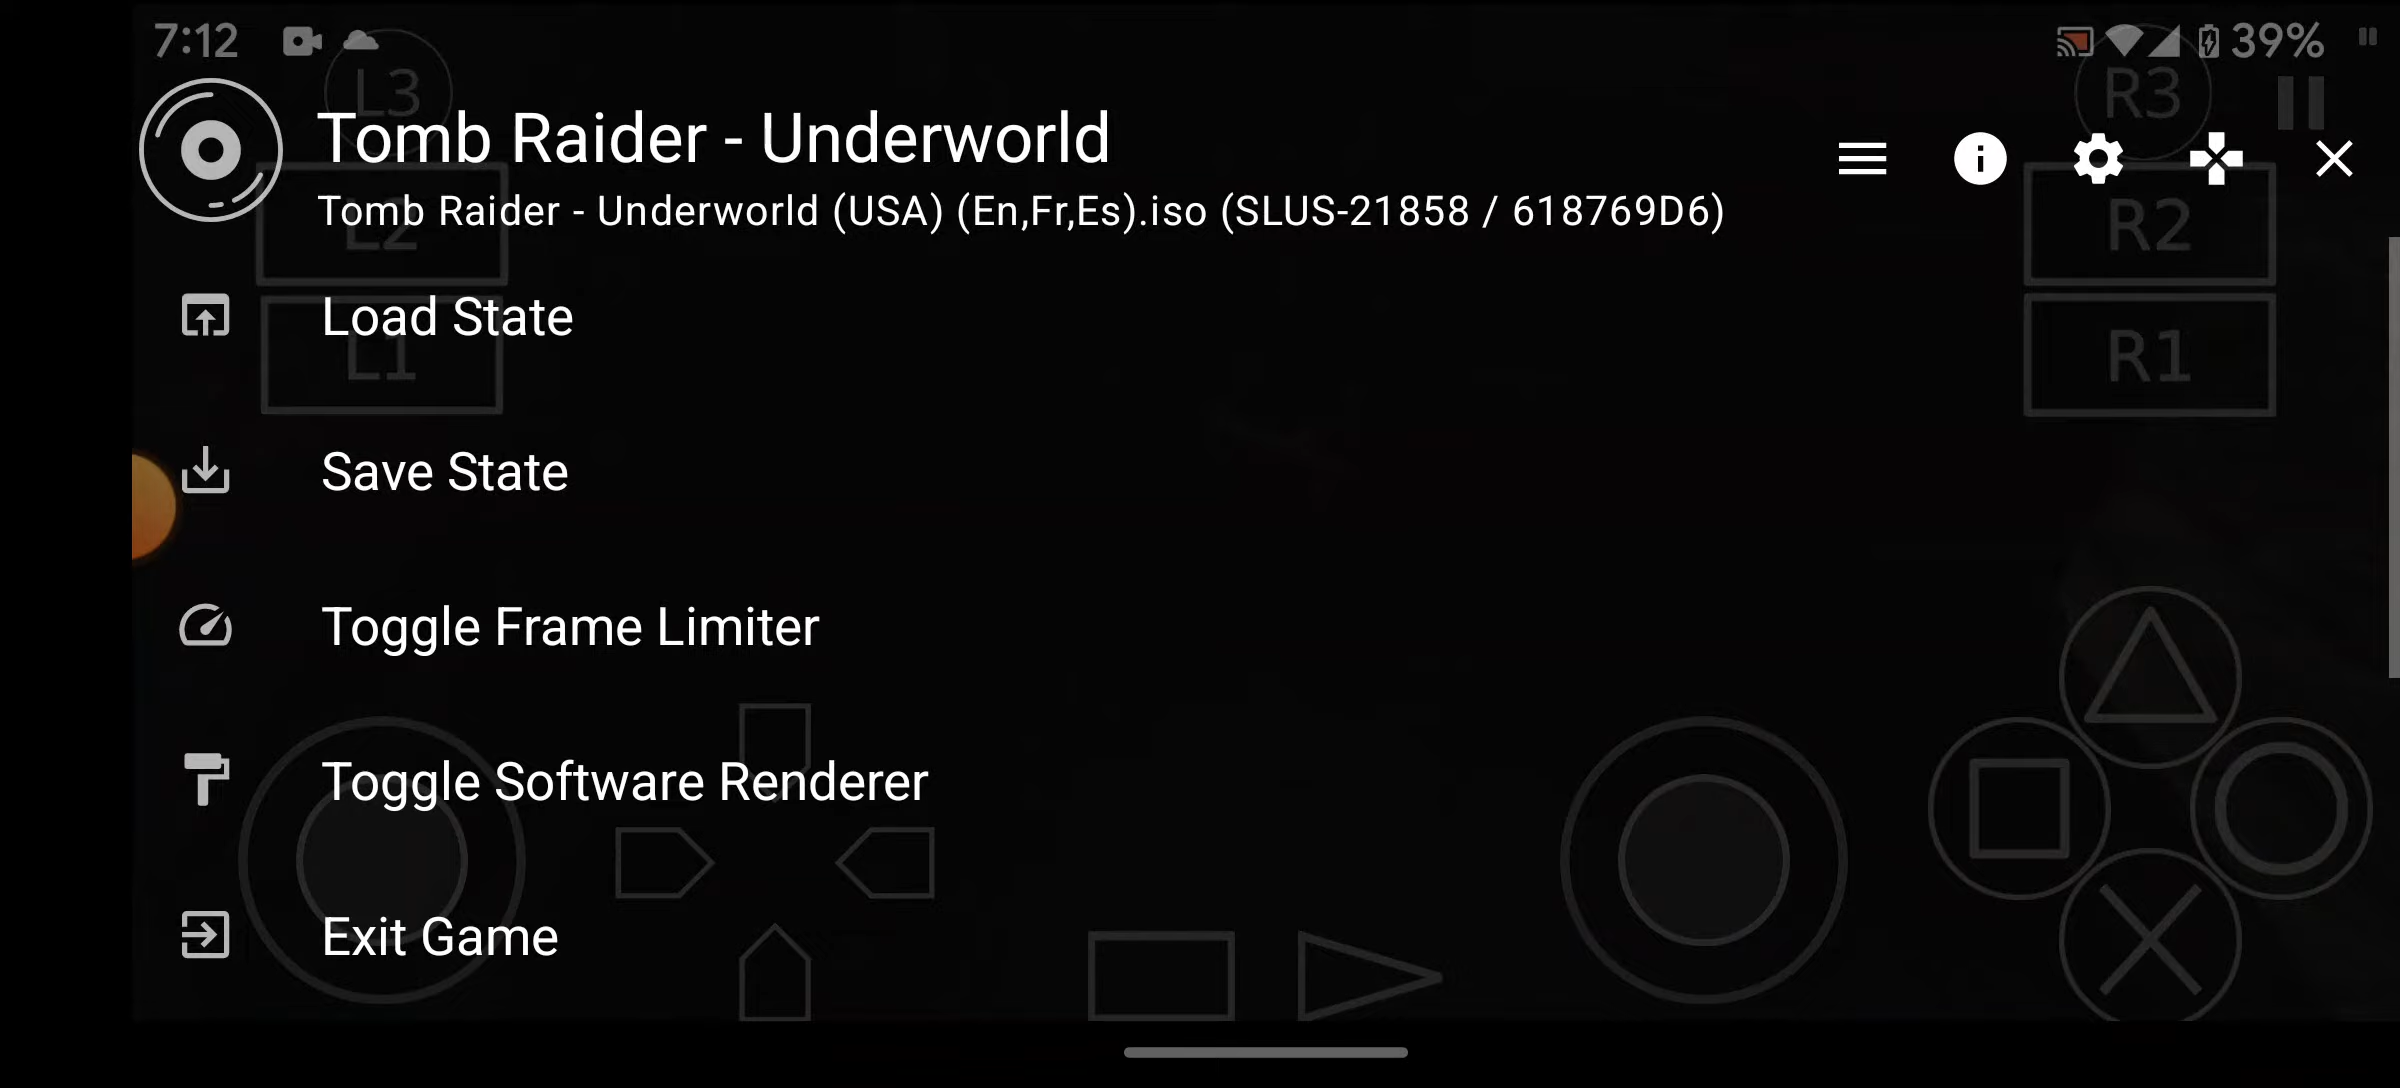 7:12
39%
L3
R3
Tomb Raider - Underworld
Tomb Raider - Underworld (USA) (En,Fr,Es).iso (SLUS-21858 / 618769D6)
L2
R2
Load State
L1
R1
Save State
Toggle Frame Limiter
Toggle Software Renderer
Exit Game